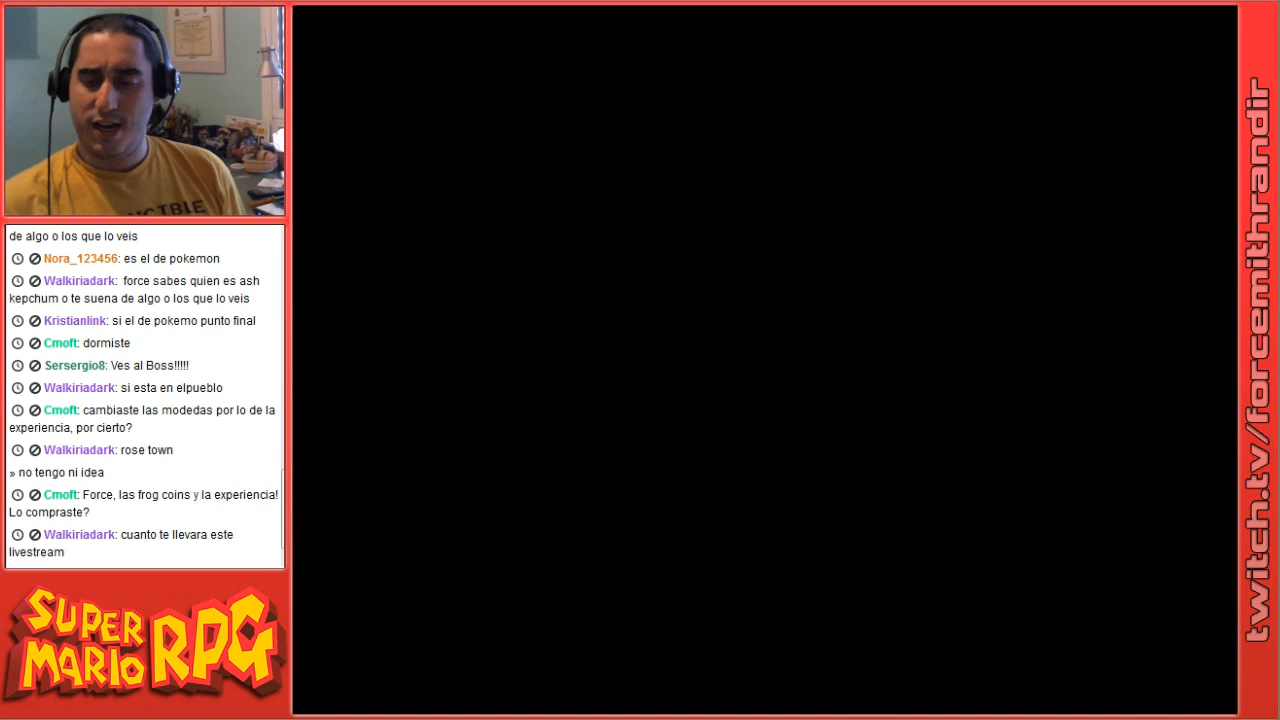 NCTBLE
de algo o los que lo veis
Nora_123456: es el de pokemon
Walkiriadark: force sabes quien es ash
kepchum o te suena de algo o los que lo veis
Kristianlink: si el de pokemo punto final
Cmoft: dormiste
Sersergio8: Ves al Boss!!!!!
Walkiriadark: si esta en elpueblo
Cmoft: cambiaste las modedas por lo de la
experiencia, por cierto?
Walkiriadark: rose town
» no tengo ni idea
Cmoft: Force, las frog coins y la experiencia!
Lo compraste?
Walkiriadark: cuanto te llevara este
livestream
SUPER
MARIO RPG
twitch.tv/forcemithrandir